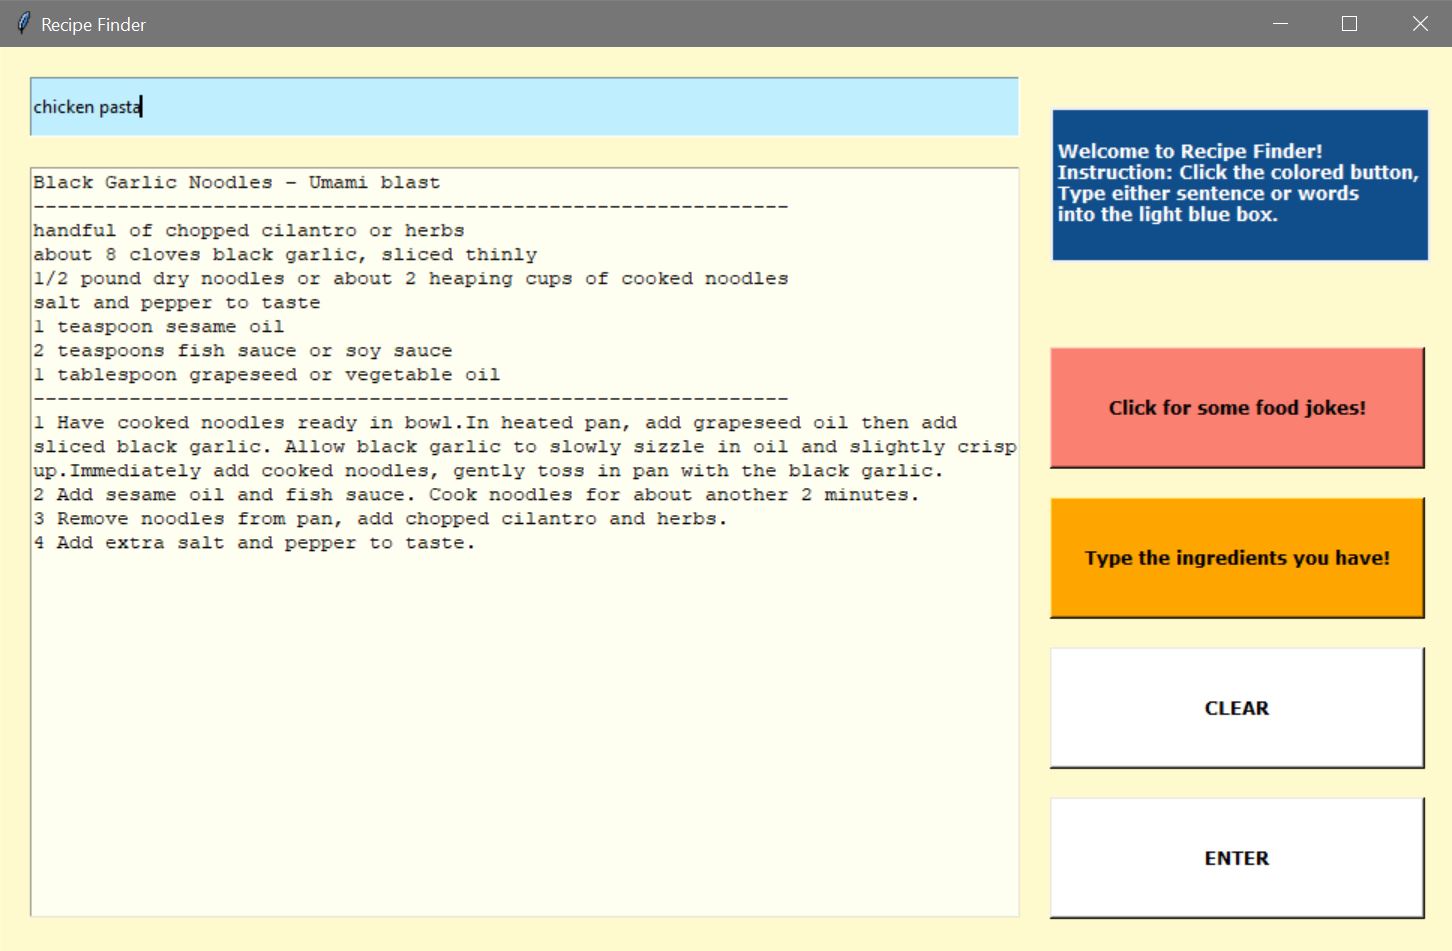 Recipe Finder
chicken pasta
Black Garlic Noodles - Umami blast
---------------------------------------------------------------
handful of chopped cilantro or herbs
about 8 cloves black garlic, sliced thinly
1/2 pound dry noodles or about 2 heaping cups of cooked noodles
salt and pepper to taste
1 teaspoon sesame oil
2 teaspoons fish sauce or soy sauce
1 tablespoon grapeseed or vegetable oil
---------------------------------------------------------------
1 Have cooked noodles ready in bowl.In heated pan, add grapeseed oil then add
sliced black garlic. Allow black garlic to slowly sizzle in oil and slightly crisp
up.Immediately add cooked noodles, gently toss in pan with the black garlic.
2 Add sesame oil and fish sauce. Cook noodles for about another 2 minutes.
3 Remove noodles from pan, add chopped cilantro and herbs.
4 Add extra salt and pepper to taste.
Welcome to Recipe Finder!
Instruction: Click the colored button,
Type either sentence or words
into the light blue box.
Click for some food jokes!
Type the ingredients you have!
CLEAR
ENTER